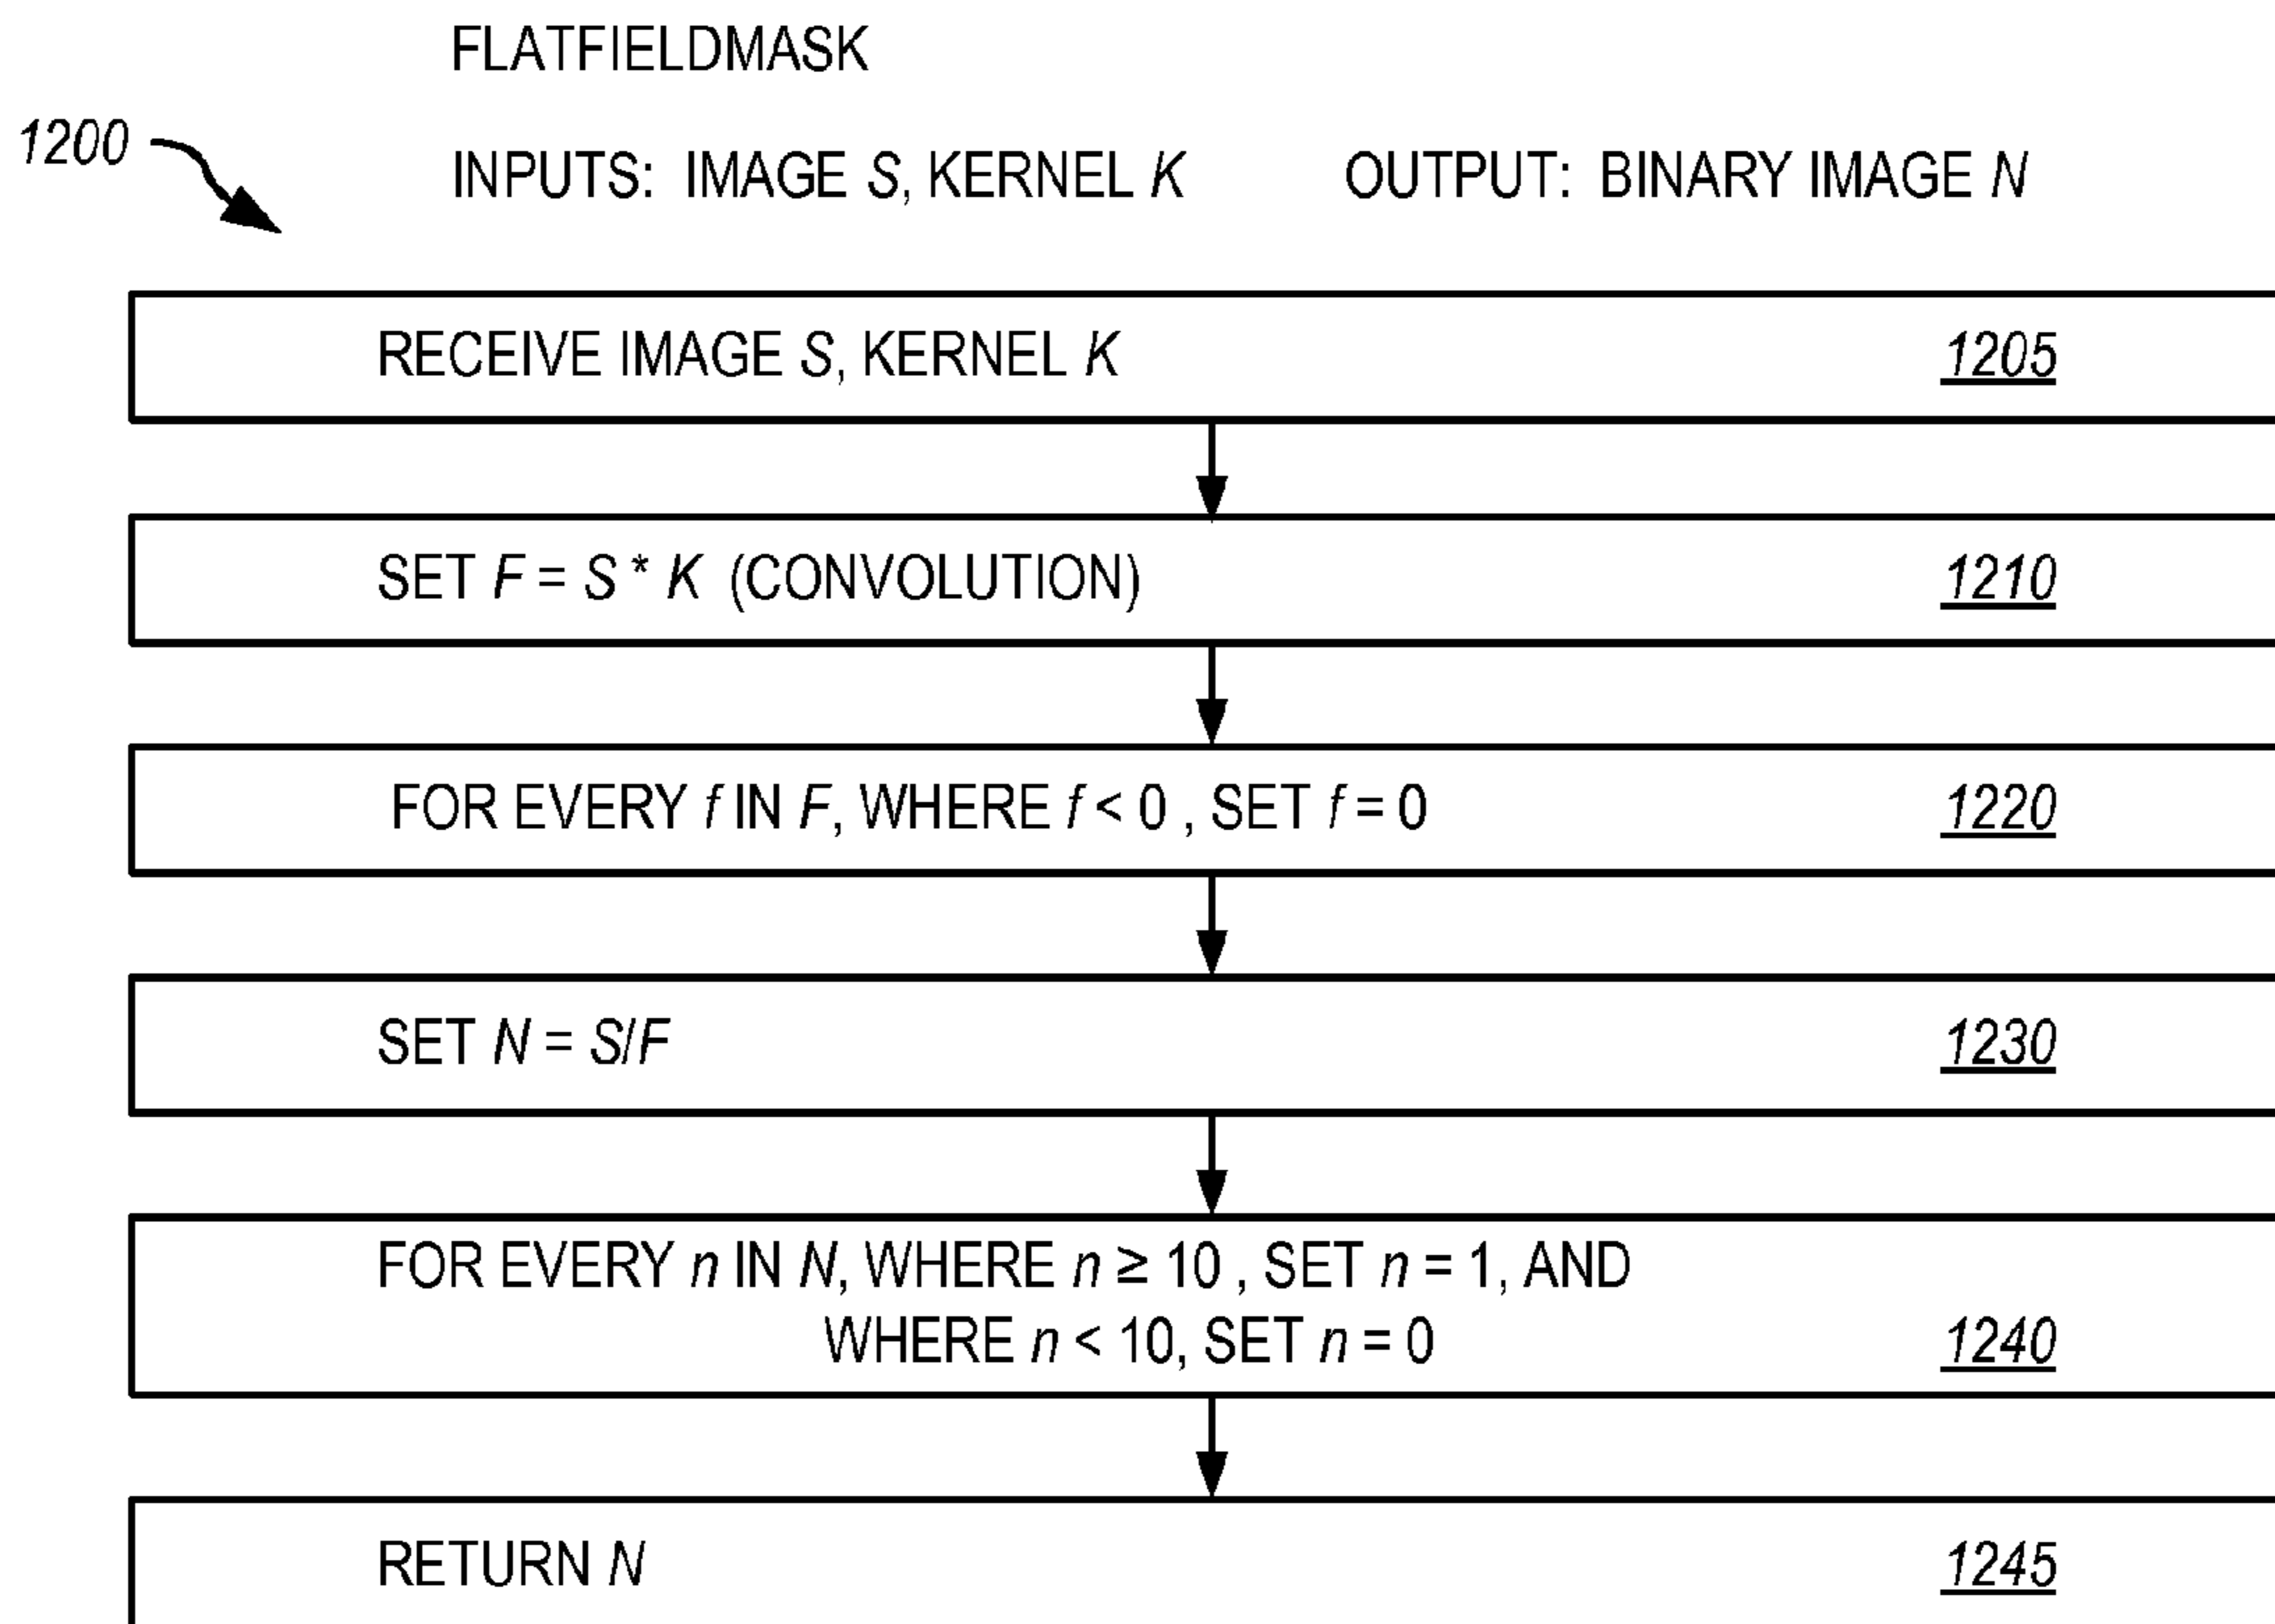 FLATFIELDMASK
1200
INPUTS: IMAGE S, KERNEL K OUTPUT: BINARY IMAGE N
RECEIVE IMAGE S, KERNEL K 1205
SET F = S * K (CONVOLUTION) 1210
FOR EVERY f IN F, WHERE f < 0 , SET f = 0 1220
SET N = S/F 1230
FOR EVERY n IN N, WHERE n ≥ 10 , SET n = 1, AND
WHERE n < 10, SET n = 0 1240
RETURN N 1245